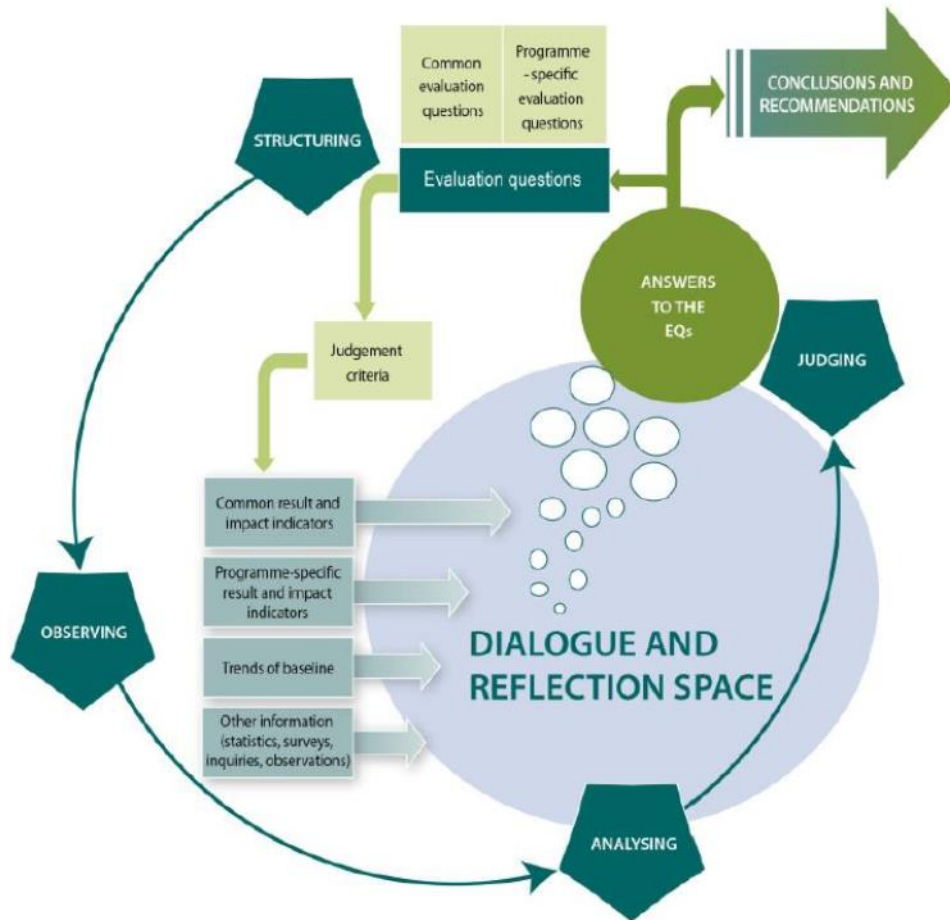 Common
evaluation
questions
Programme
- specific
evaluation
questions
CONCLUSIONS AND
RECOMMENDATIONS
STRUCTURING
Evaluation questions
ANSWERS
TO THE
EQs
Judgement
criteria
JUDGING
Common result and
impact indicators
Programme-specific
result and impact
indicators
OBSERVING
Trends of baseline
DIALOGUE AND
REFLECTION SPACE
Other information
(statistics, surveys,
inquiries, observations)
ANALYSING